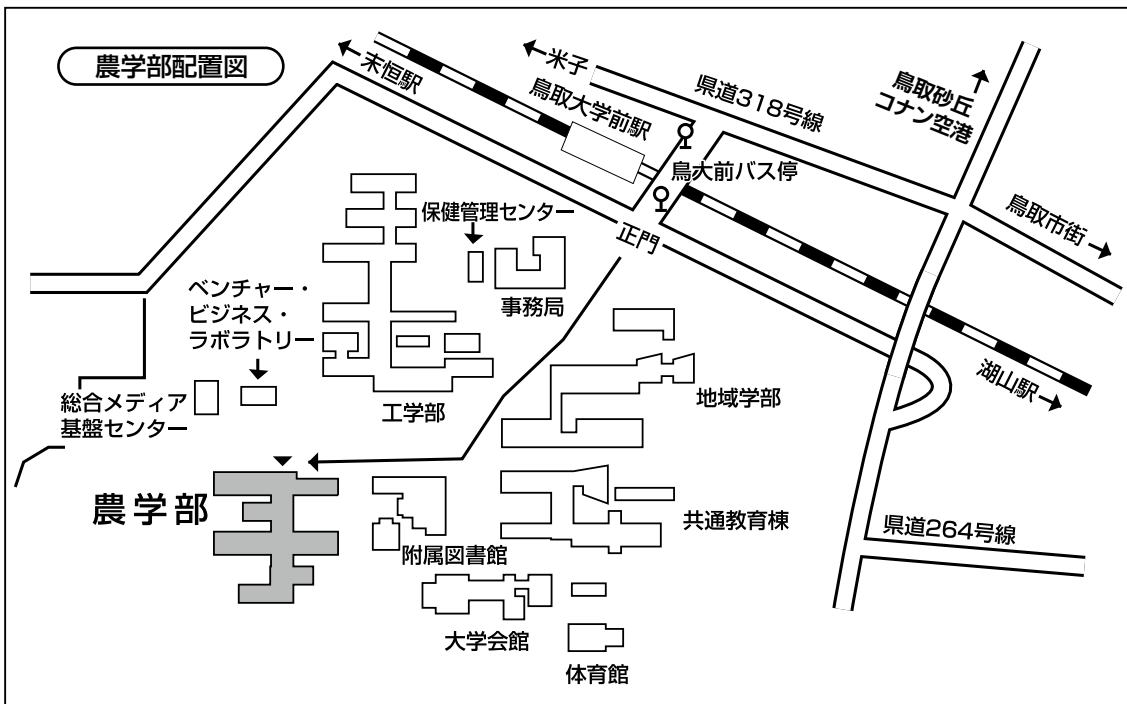 農学部配置図
末恒駅
米子
鳥取大学前駅
県道318号線
鳥取砂丘
コナン空港
鳥大前バス停
鳥取市街
保健管理センター
正門
事務局
ベンチャー・
ビジネス・
ラボラトリー
湖山駅
総合メディア
基盤センター
工学部
地域学部
農学部
共通教育棟
県道264号線
附属図書館
大学会館
体育館